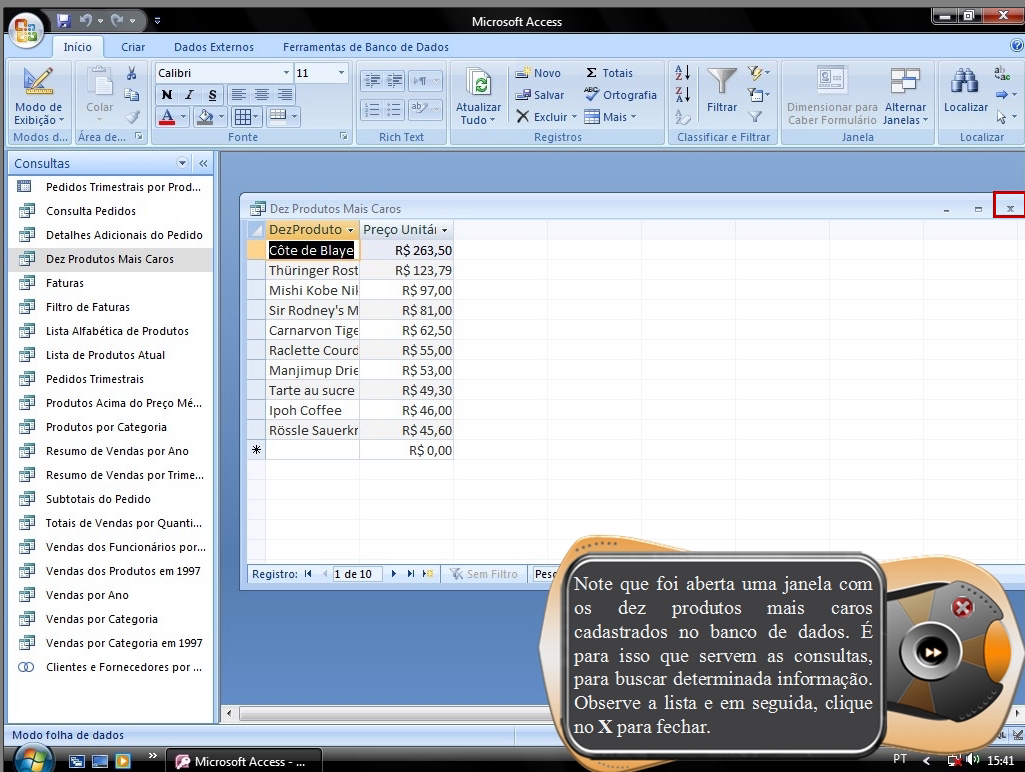 Microsoft Access
Início Criar Dados Externos Ferramentas de Banco de Dados
Modo de Exibição
Modos d...
Colar
Área de...
Calibri 11
N I S
A
Fonte
Rich Text
Atualizar Tudo
Novo
Salvar
Excluir
Totais
Ortografia
Mais
Registros
Filtrar
Classificar e Filtrar
Dimensionar para Caber Formulário
Alternar Janelas
Janela
Localizar
Localizar
Consultas
Pedidos Trimestrais por Prod...
Consulta Pedidos
Detalhes Adicionais do Pedido
Dez Produtos Mais Caros
Faturas
Filtro de Faturas
Lista Alfabética de Produtos
Lista de Produtos Atual
Pedidos Trimestrais
Produtos Acima do Preço Mé...
Produtos por Categoria
Resumo de Vendas por Ano
Resumo de Vendas por Trime...
Subtotais do Pedido
Totais de Vendas por Quanti...
Vendas dos Funcionários por...
Vendas dos Produtos em 1997
Vendas por Ano
Vendas por Categoria
Vendas por Categoria em 1997
Clientes e Fornecedores por ...
Dez Produtos Mais Caros
DezProduto Preço Unitái
Côte de Blaye R$ 263,50
Thüringer Rost R$ 123,79
Mishi Kobe Nil R$ 97,00
Sir Rodney's M R$ 81,00
Carnarvon Tige R$ 62,50
Raclette Courd R$ 55,00
Manjimup Drie R$ 53,00
Tarte au sucre R$ 49,30
Ipoh Coffee R$ 46,00
Rössle Sauerkr R$ 45,60
R$ 0,00
Registro: 1 de 10 Sem Filtro Pesc
Note que foi aberta uma janela com
os dez produtos mais caros
cadastrados no banco de dados. É
para isso que servem as consultas,
para buscar determinada informação.
Observe a lista e em seguida, clique
no X para fechar.
Modo folha de dados
Microsoft Access - ...
PT 15:41